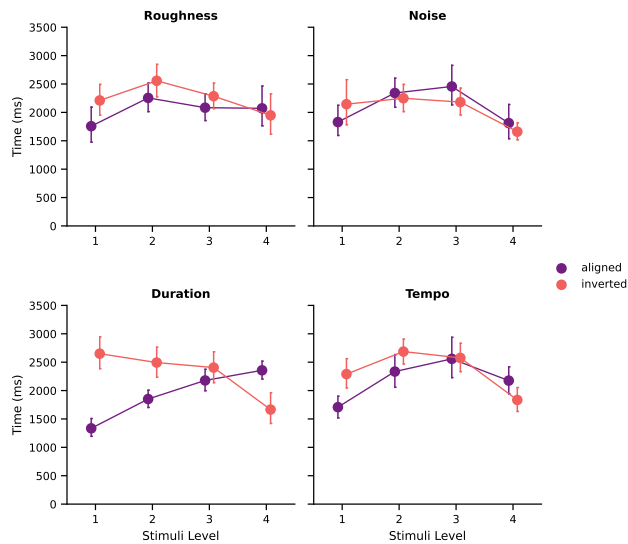 Roughness
Noise
3500
3000
2500
2000
1500
1000
500
0
Time (ms)
1 2 3 4
1 2 3 4
aligned
inverted
Duration
Tempo
3500
3000
2500
2000
1500
1000
500
0
Time (ms)
1 2 3 4
1 2 3 4
Stimuli Level
Stimuli Level